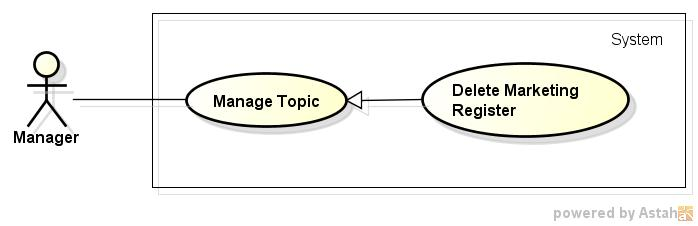 System
Manager
Manage Topic
Delete Marketing
Register
powered by Astah